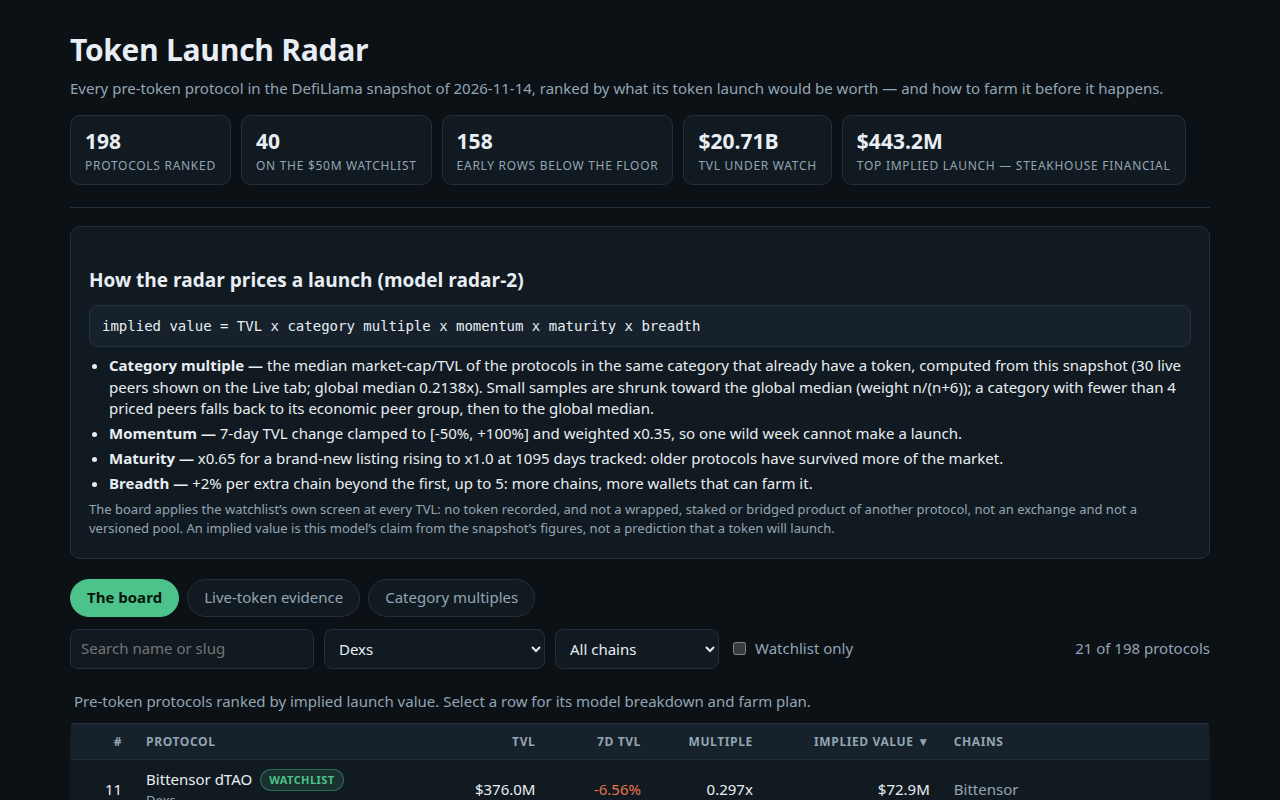 Token Launch Radar
Every pre-token protocol in the DefiLlama snapshot of 2026-11-14, ranked by what its token launch would be worth — and how to farm it before it happens.
198
PROTOCOLS RANKED
40
ON THE $50M WATCHLIST
158
EARLY ROWS BELOW THE FLOOR
$20.71B
TVL UNDER WATCH
$443.2M
TOP IMPLIED LAUNCH — STEAKHOUSE FINANCIAL
How the radar prices a launch (model radar-2)
implied value = TVL x category multiple x momentum x maturity x breadth
• Category multiple — the median market-cap/TVL of the protocols in the same category that already have a token, computed from this snapshot (30 live
peers shown on the Live tab; global median 0.2138x). Small samples are shrunk toward the global median (weight n/(n+6)); a category with fewer than 4
priced peers falls back to its economic peer group, then to the global median.
• Momentum — 7-day TVL change clamped to [-50%, +100%] and weighted x0.35, so one wild week cannot make a launch.
• Maturity — x0.65 for a brand-new listing rising to x1.0 at 1095 days tracked: older protocols have survived more of the market.
• Breadth — +2% per extra chain beyond the first, up to 5: more chains, more wallets that can farm it.
The board applies the watchlist's own screen at every TVL: no token recorded, and not a wrapped, staked or bridged product of another protocol, not an exchange and not a
versioned pool. An implied value is this model's claim from the snapshot's figures, not a prediction that a token will launch.
The board Live-token evidence Category multiples
Search name or slug Dexs All chains Watchlist only 21 of 198 protocols
Pre-token protocols ranked by implied launch value. Select a row for its model breakdown and farm plan.
# PROTOCOL TVL 7D TVL MULTIPLE IMPLIED VALUE ▼ CHAINS
11 Bittensor dTAO WATCHLIST $376.0M -6.56% 0.297x $72.9M Bittensor
Dexs